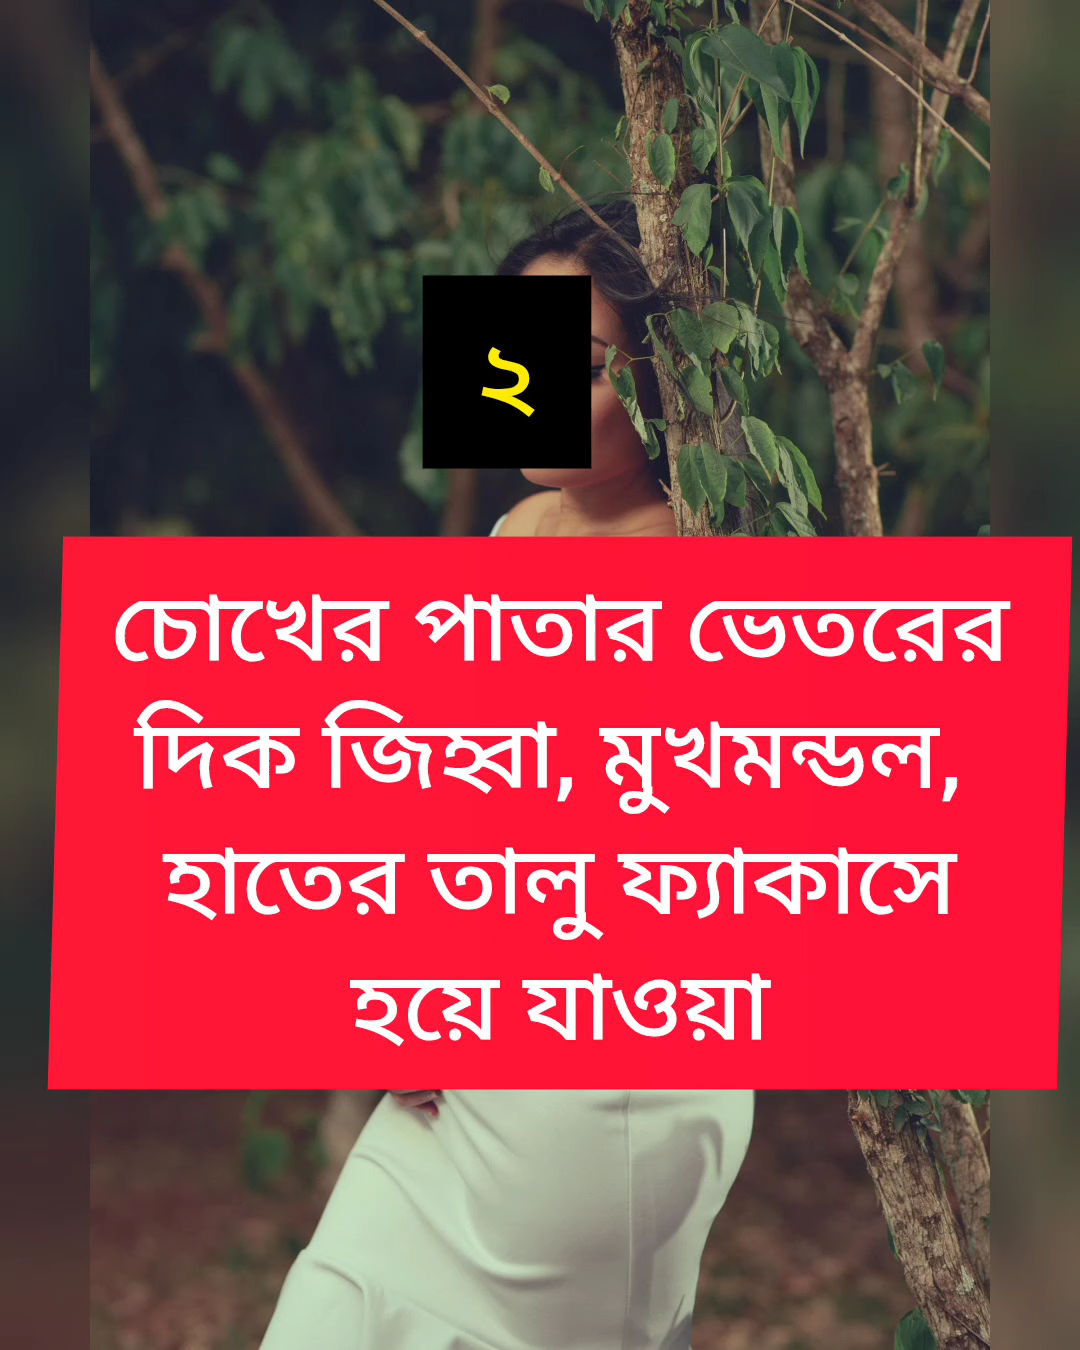 ২
চোখের পাতার ভেতরের
দিক জিহ্বা, মুখমন্ডল,
হাতের তালু ফ্যাকাসে
হয়ে যাওয়া